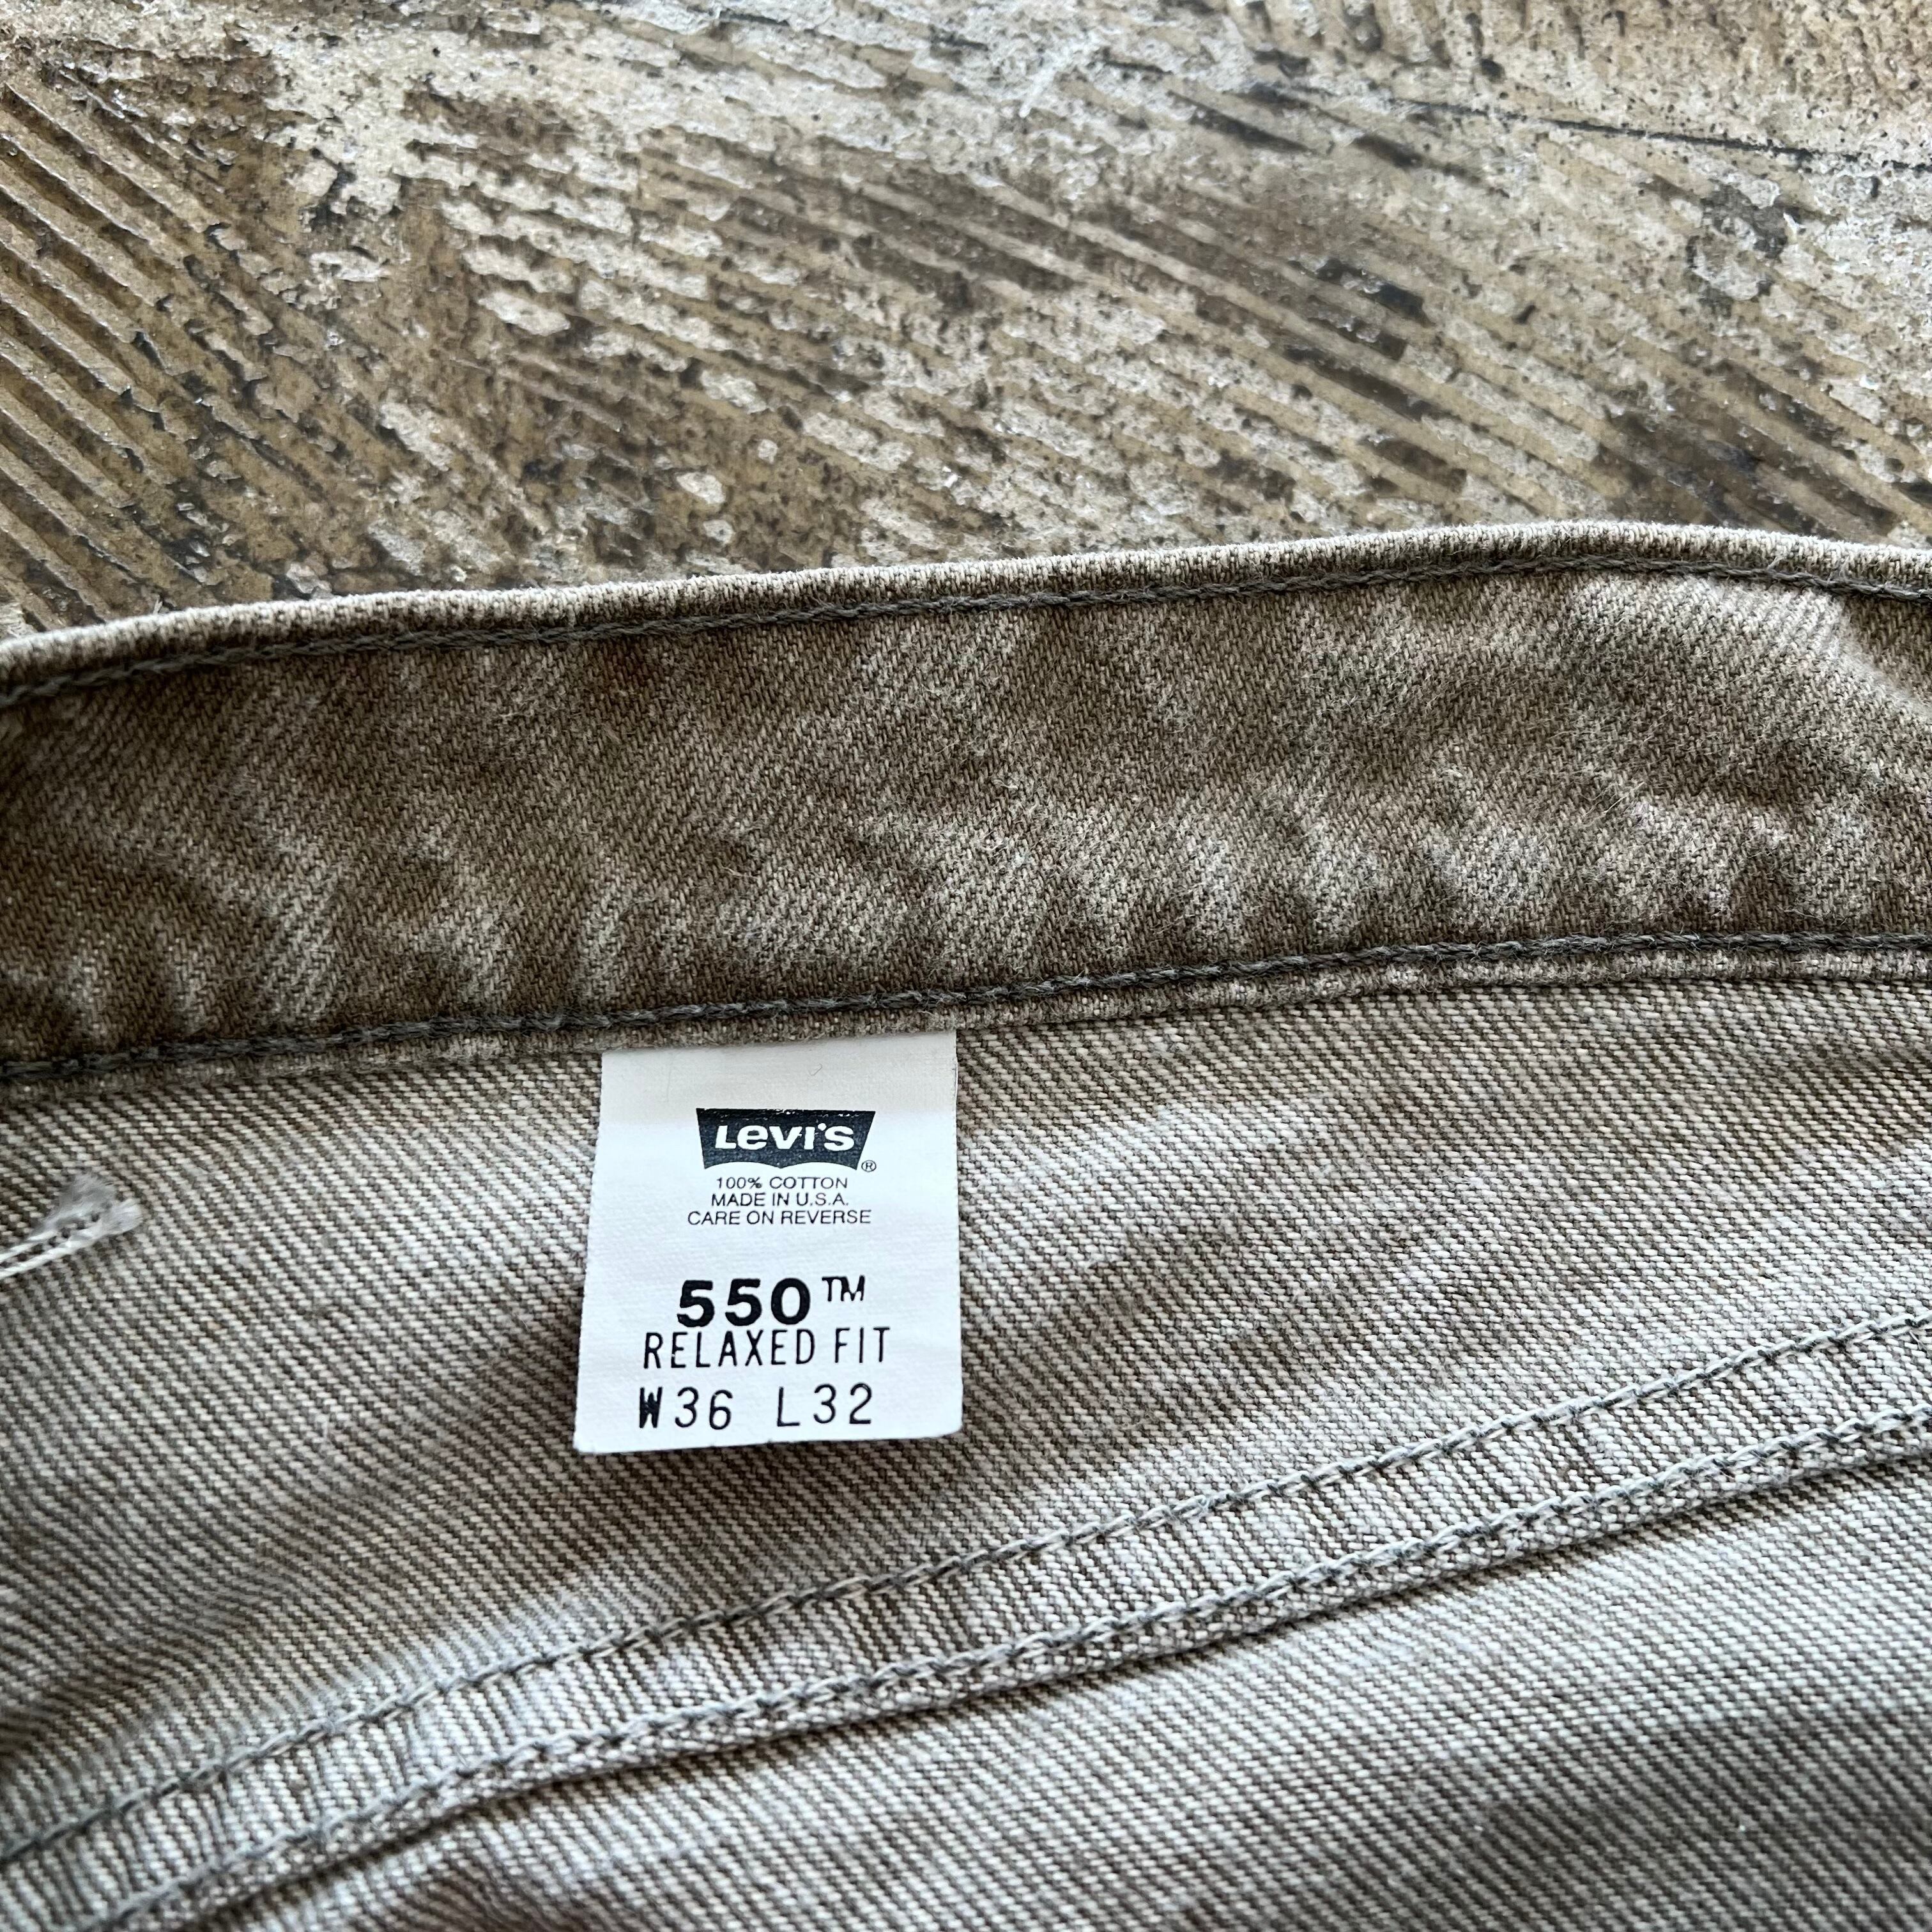 Levi's
®
100% COTTON
MADE IN U.S.A.
CARE ON REVERSE
550™
RELAXED FIT
W36 L32